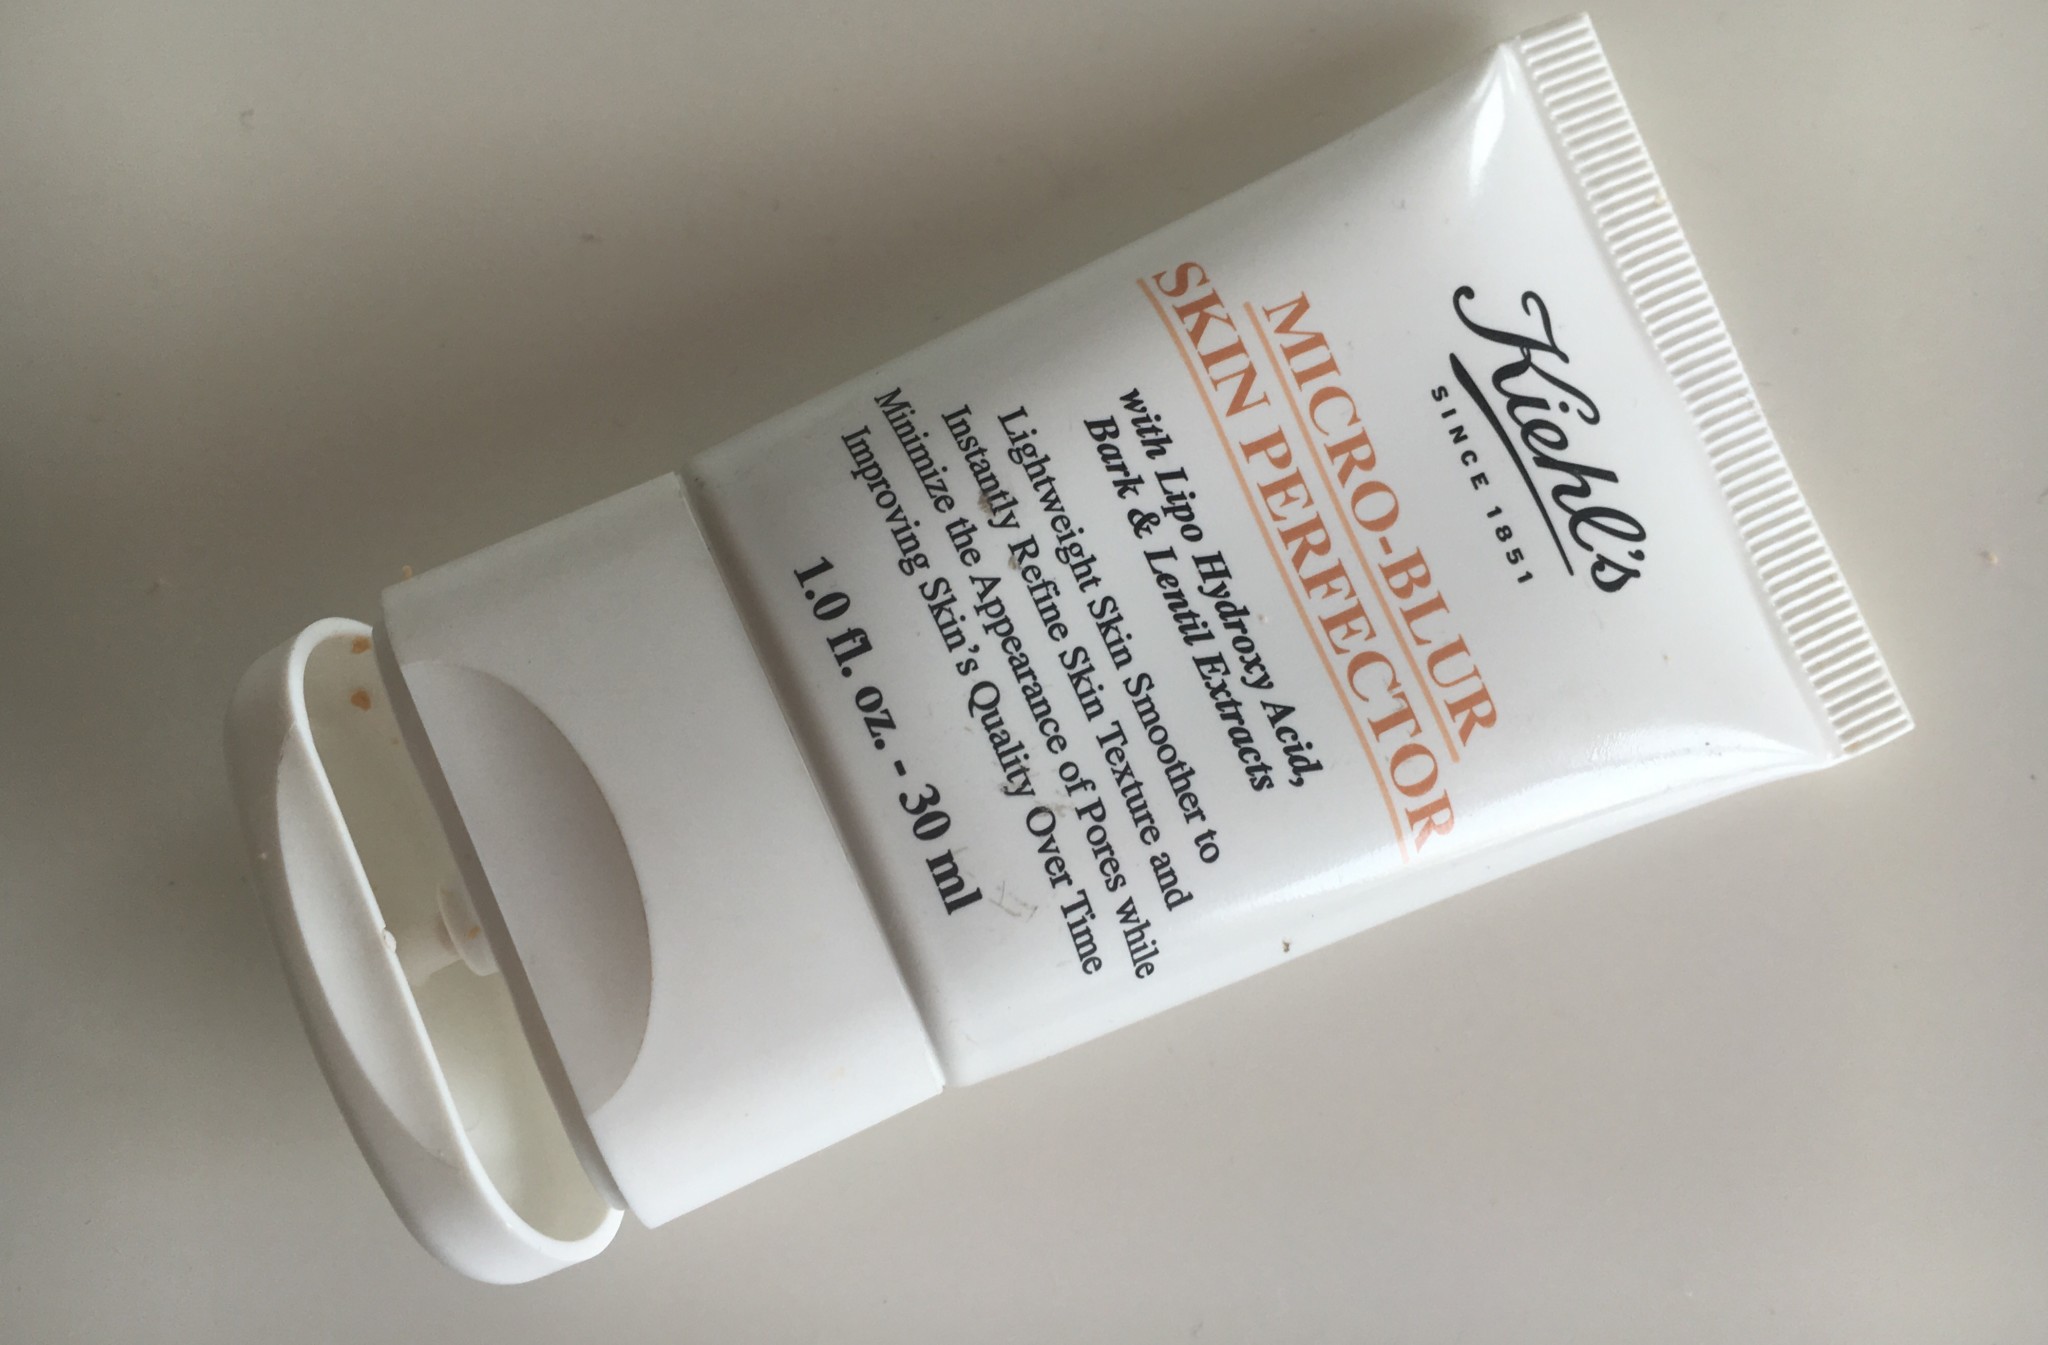 Kiehl's
SINCE 1851
MICRO-BLUR
SKIN PERFECTOR
with Lipo Hydroxy Acid,
Bark & Lentil Extracts
Lightweight Skin Smoother to
Instantly Refine Skin Texture and
Minimize the Appearance of Pores while
Improving Skin's Quality Over Time
1.0 fl. oz. - 30 ml